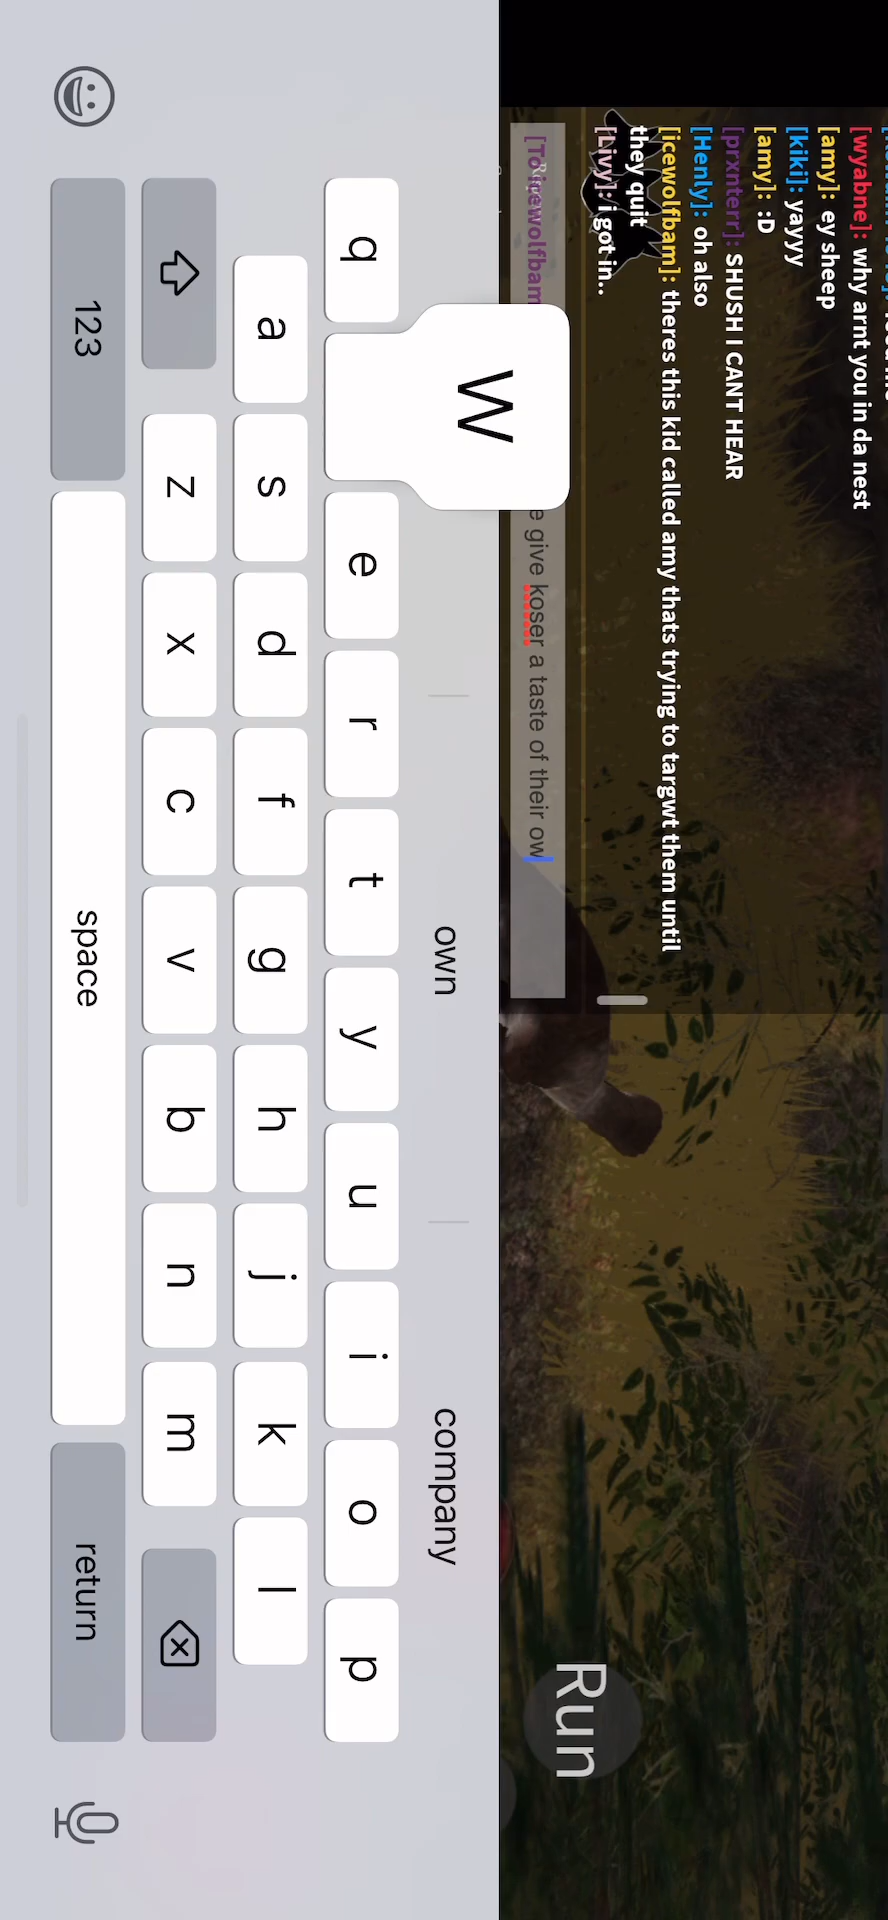 [wyabne]: why arnt you in da nest
[amy]: ey sheep
[kiki]: yayyy
[amy]: :D
[prxnterr]: SHUSH I CANT HEAR
[Henly]: oh also
[icewolfbam]: theres this kid called amy thats trying to targwt them until
they quit
[Livy]: i got in..
[To icewolfbam
give koser a taste of their ow
Run
own
company
q
W
e
r
t
y
u
i
o
p
a
s
d
f
g
h
j
k
l
z
x
c
v
b
n
m
123
space
return